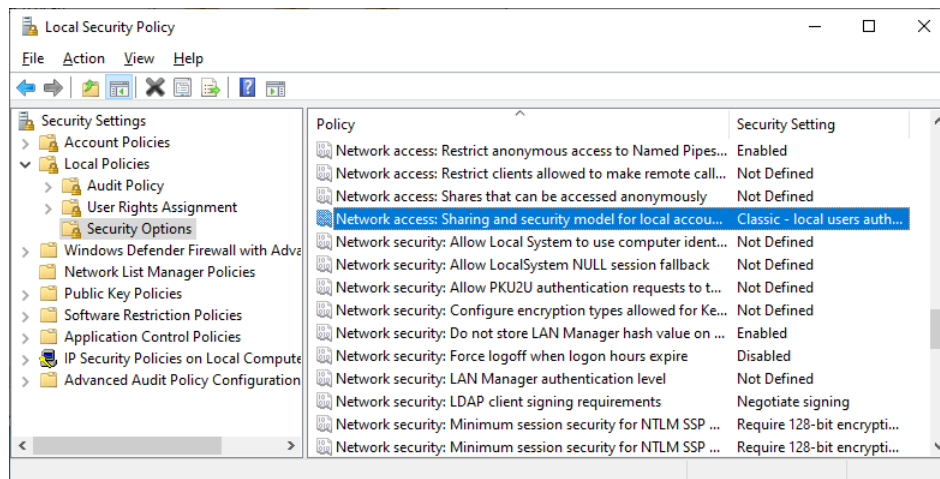 Local Security Policy
File Action View Help
Security Settings
Account Policies
Local Policies
Audit Policy
User Rights Assignment
Security Options
Windows Defender Firewall with Adva
Network List Manager Policies
Public Key Policies
Software Restriction Policies
Application Control Policies
IP Security Policies on Local Compute
Advanced Audit Policy Configuration
Policy Security Setting
Network access: Restrict anonymous access to Named Pipes... Enabled
Network access: Restrict clients allowed to make remote call... Not Defined
Network access: Shares that can be accessed anonymously Not Defined
Network access: Sharing and security model for local accou... Classic - local users auth...
Network security: Allow Local System to use computer ident... Not Defined
Network security: Allow LocalSystem NULL session fallback Not Defined
Network security: Allow PKU2U authentication requests to t... Not Defined
Network security: Configure encryption types allowed for Ke... Not Defined
Network security: Do not store LAN Manager hash value on ... Enabled
Network security: Force logoff when logon hours expire Disabled
Network security: LAN Manager authentication level Not Defined
Network security: LDAP client signing requirements Negotiate signing
Network security: Minimum session security for NTLM SSP ... Require 128-bit encrypti...
Network security: Minimum session security for NTLM SSP ... Require 128-bit encrypti...